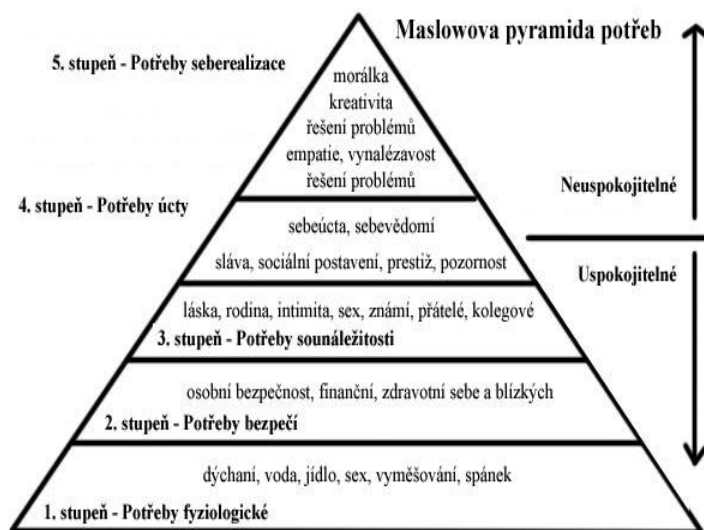 Maslowova pyramida potřeb
5. stupeň - Potřeby seberealizace
morálka
kreativita
řešení problémů
empatie, vynalézavost
řešení problémů
Neuspokojitelné
4. stupeň - Potřeby úcty
sebeúcta, sebevědomí
sláva, sociální postavení, prestiž, pozornost
Uspokojitelné
láska, rodina, intimita, sex, známí, přátelé, kolegové
3. stupeň - Potřeby sounáležitosti
osobní bezpečnost, finanční, zdravotní sebe a blízkých
2. stupeň - Potřeby bezpečí
dýchaní, voda, jídlo, sex, vyměšování, spánek
1. stupeň - Potřeby fyziologické